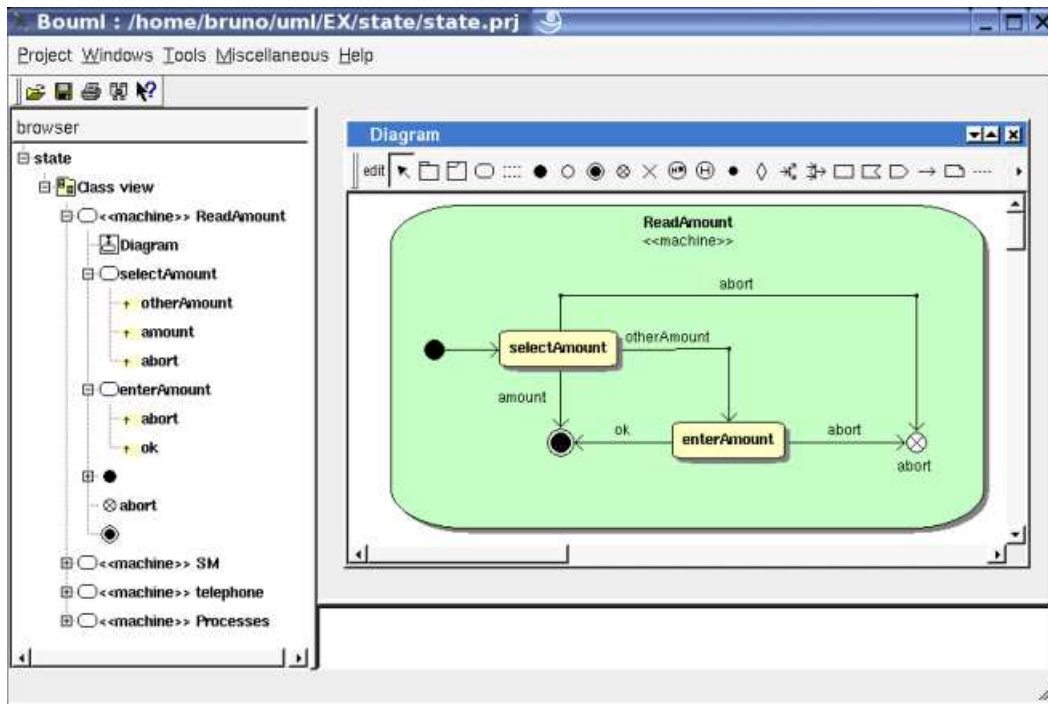 Bouml : /home/bruno/uml/EX/state/state.prj
Project Windows Tools Miscellaneous Help
browser
state
Class view
<<machine>> ReadAmount
Diagram
selectAmount
otherAmount
amount
abort
enterAmount
abort
ok
abort
<<machine>> SM
<<machine>> telephone
<<machine>> Processes
Diagram
edit
ReadAmount
<<machine>>
abort
selectAmount
otherAmount
amount
ok
enterAmount
abort
abort